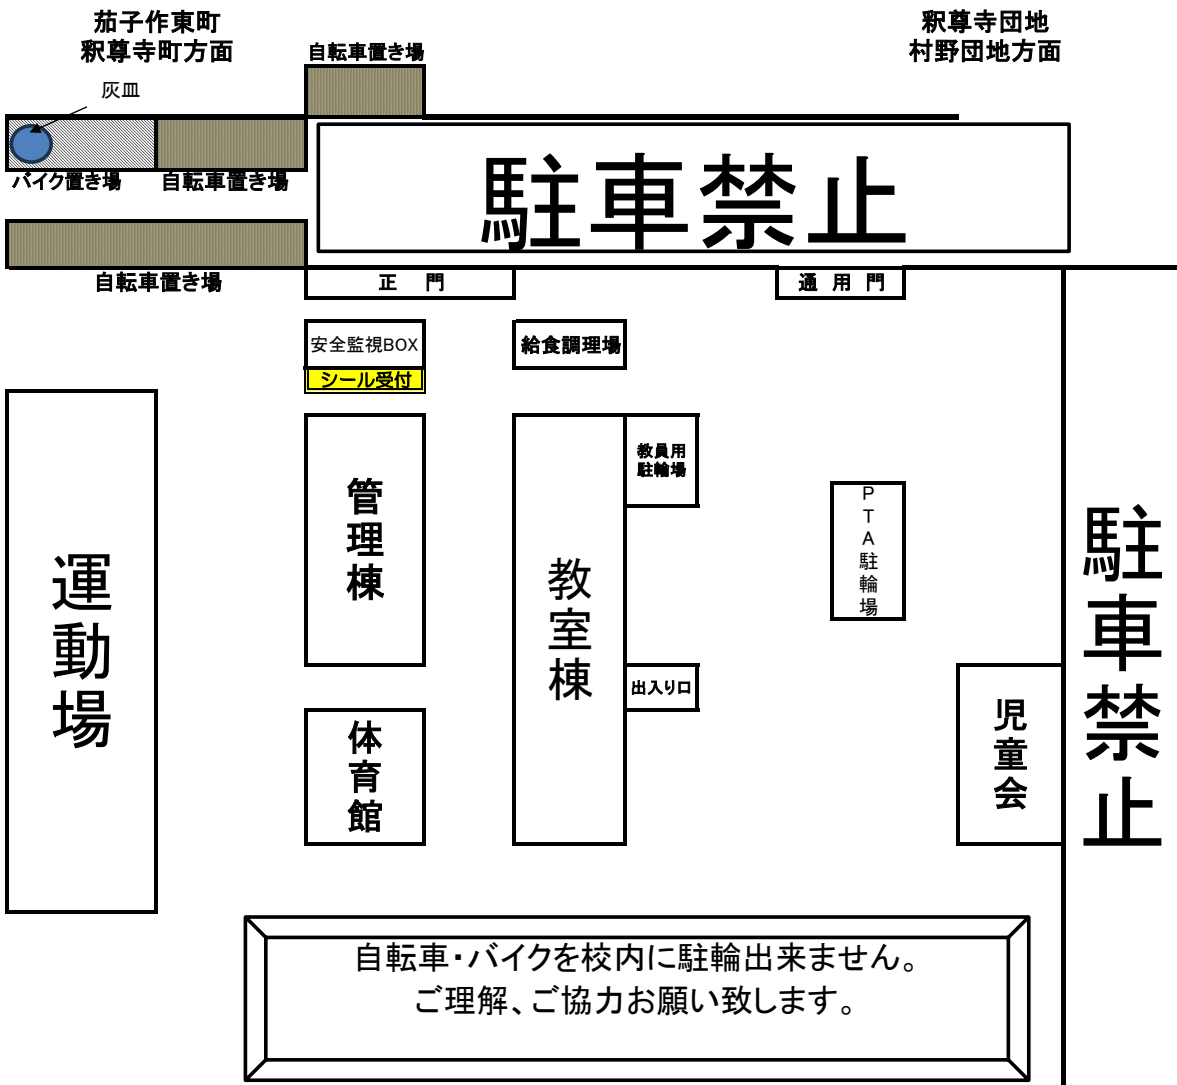 茄子作東町
釈尊寺町方面
釈尊寺団地
村野団地方面
自転車置き場
灰皿
バイク置き場
自転車置き場
駐車禁止
自転車置き場
正 門
通 用 門
安全監視BOX
シール受付
給食調理場
運動場
管理棟
教室棟
教員用
駐輪場
PTA駐輪場
駐車禁止
出入り口
体育館
児童会
自転車・バイクを校内に駐輪出来ません。
ご理解、ご協力お願い致します。